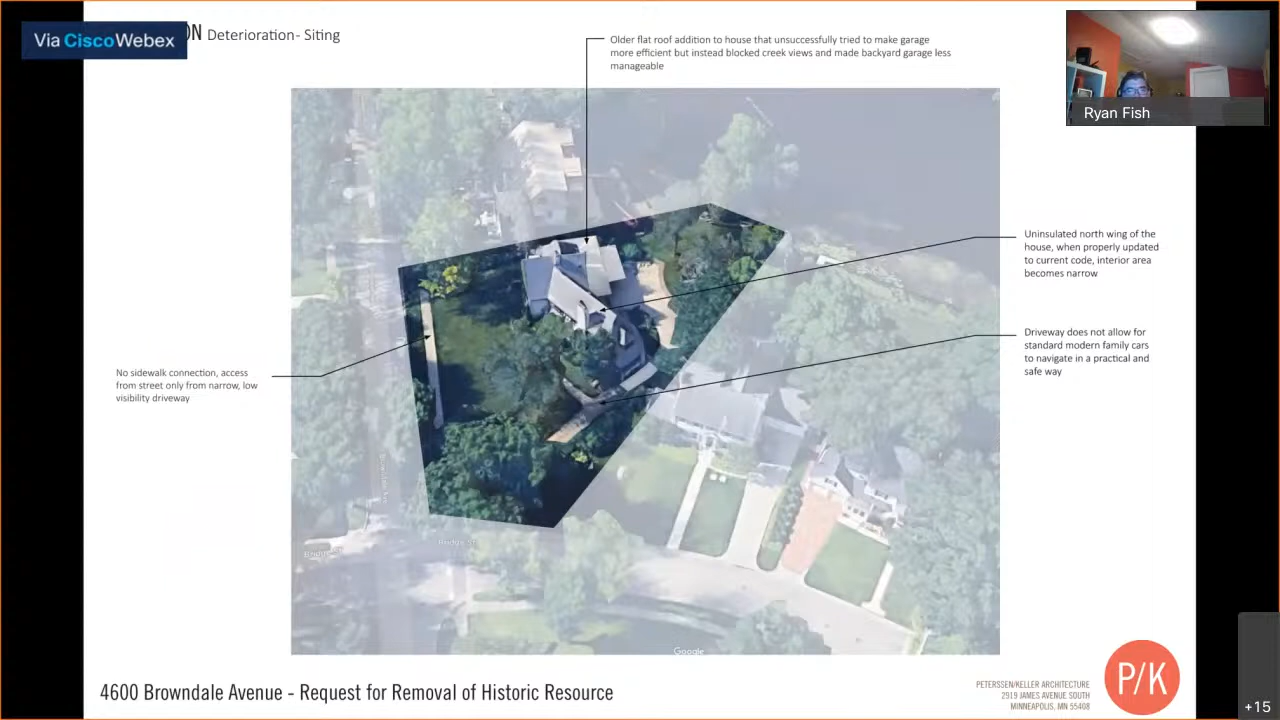 Via Cisco Webex
ON Deterioration- Siting
Older flat roof addition to house that unsuccessfully tried to make garage
more efficient but instead blocked creek views and made backyard garage less
manageable
Ryan Fish
Uninsulated north wing of the
house, when properly updated
to current code, interior area
becomes narrow
Driveway does not allow for
standard modern family cars
to navigate in a practical and
safe way
No sidewalk connection, access
from street only from narrow, low
visibility driveway
Bridge St
Google
4600 Browndale Avenue - Request for Removal of Historic Resource
PETERSSEN/KELLER ARCHITECTURE
2919 JAMES AVENUE SOUTH
MINNEAPOLIS, MN 55408
P/K
+15